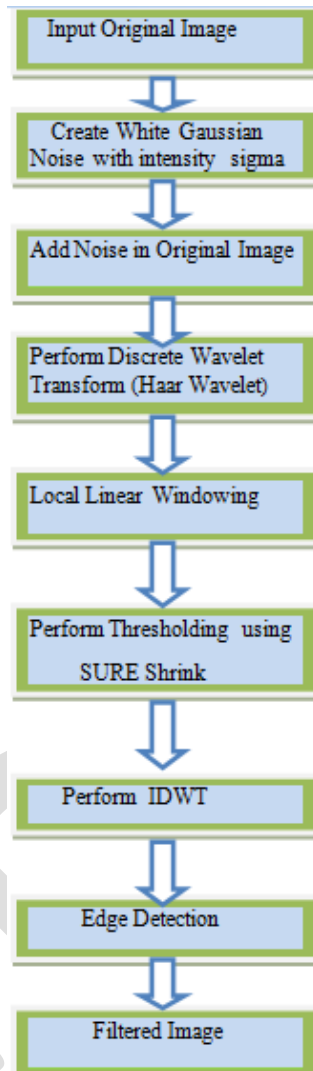 Input Original Image
Create White Gaussian
Noise with intensity sigma
Add Noise in Original Image
Perform Discrete Wavelet
Transform (Haar Wavelet)
Local Linear Windowing
Perform Thresholding using
SURE Shrink
Perform IDWT
Edge Detection
Filtered Image